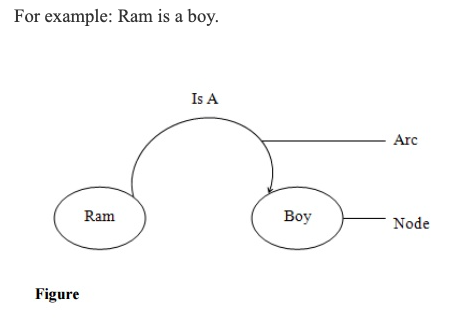 For example: Ram is a boy.
Is A
Arc
Ram
Boy
Node
Figure